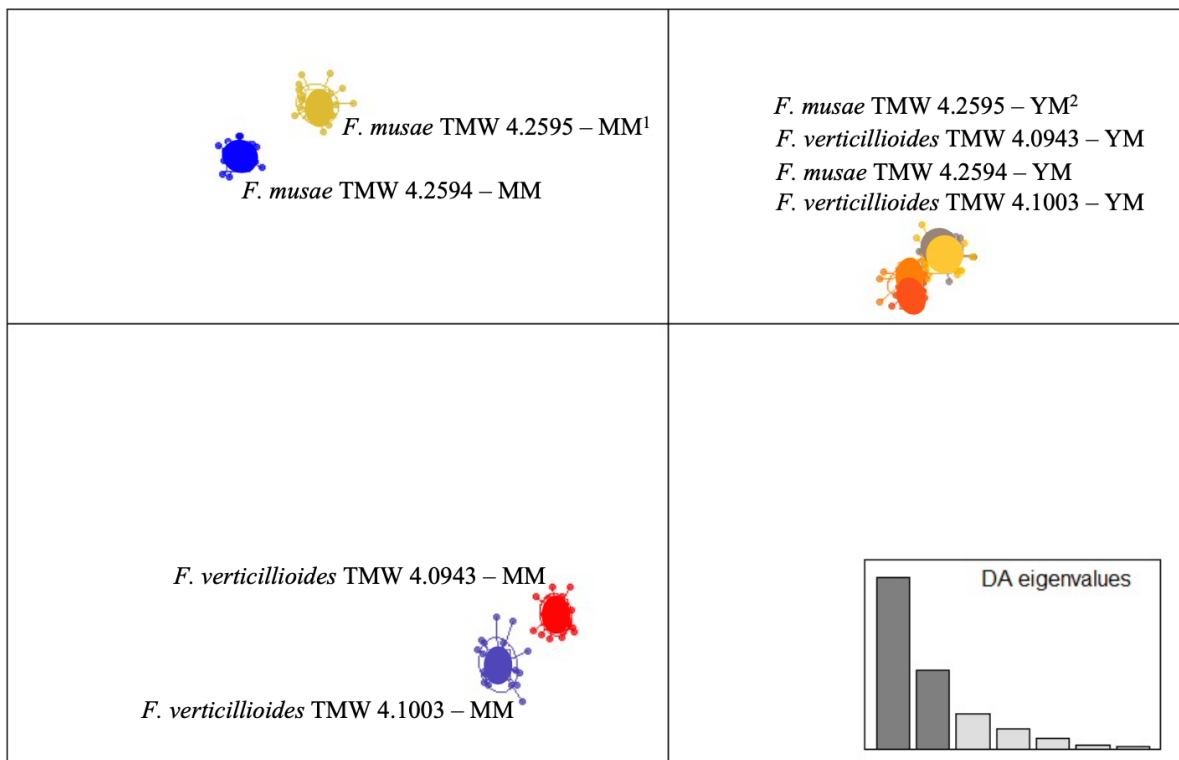 F. musae TMW 4.2595 – MM¹
F. musae TMW 4.2594 – MM
F. musae TMW 4.2595 – YM²
F. verticillioides TMW 4.0943 – YM
F. musae TMW 4.2594 – YM
F. verticillioides TMW 4.1003 – YM
F. verticillioides TMW 4.0943 – MM
F. verticillioides TMW 4.1003 – MM
DA eigenvalues